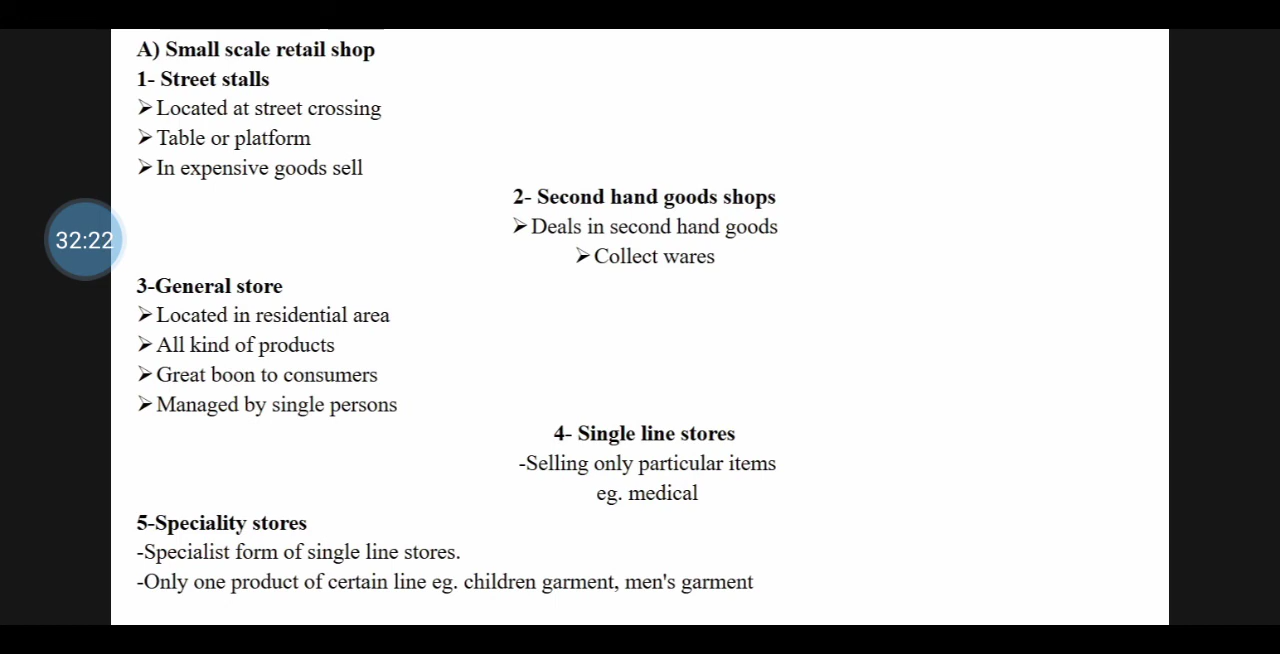 A) Small scale retail shop
1- Street stalls
➢Located at street crossing
➢Table or platform
➢In expensive goods sell
2- Second hand goods shops
➢Deals in second hand goods
➢Collect wares
32:22
3-General store
➢Located in residential area
➢All kind of products
➢Great boon to consumers
➢Managed by single persons
4- Single line stores
-Selling only particular items
eg. medical
5-Speciality stores
-Specialist form of single line stores.
-Only one product of certain line eg. children garment, men's garment